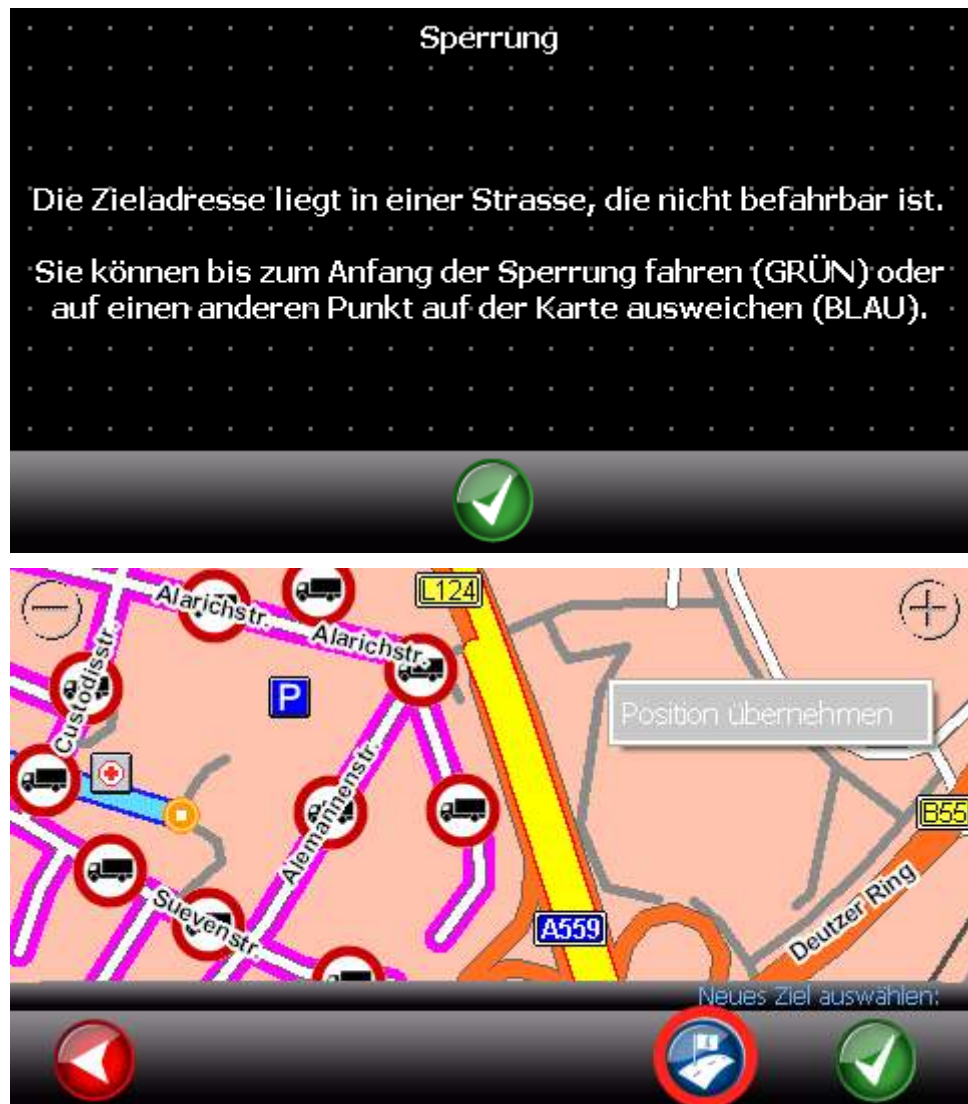 Sperrung
Die Zieladresse liegt in einer Strasse, die nicht befahrbar ist.
Sie können bis zum Anfang der Sperrung fahren (GRÜN) oder
auf einen anderen Punkt auf der Karte ausweichen (BLAU).
L124
Alarichstr.
Alarichstr.
Custodisstr.
P
Position übernehmen
Alemannenstr.
B55
Suevenstr.
Deutzer Ring
A559
Neues Ziel auswählen: